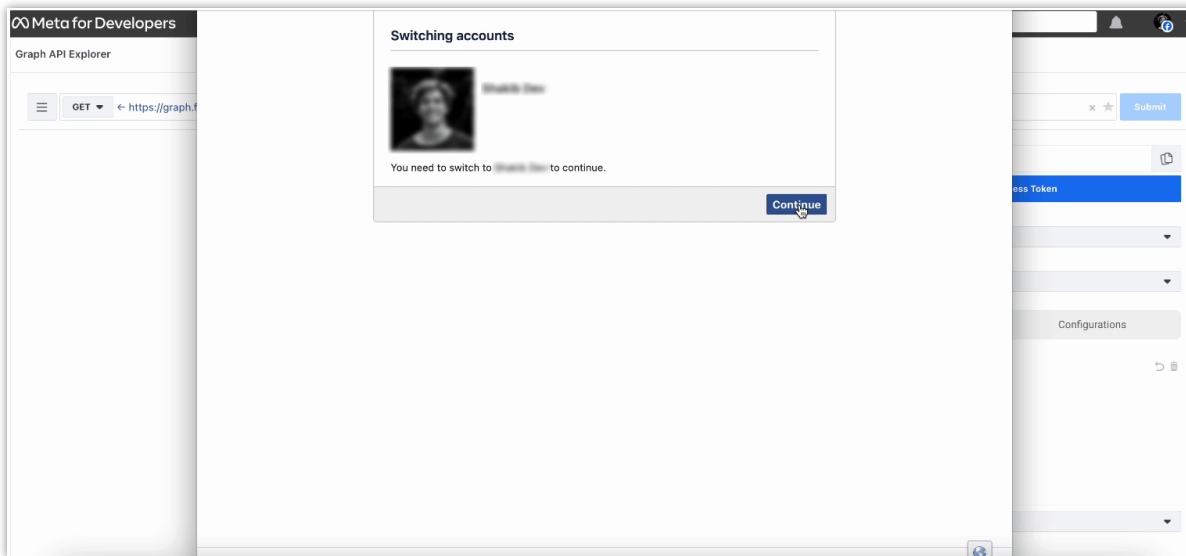 Meta for Developers
Graph API Explorer
GET
← https://graph.f
Switching accounts
You need to switch to to continue.
Continue
Submit
ess Token
Configurations